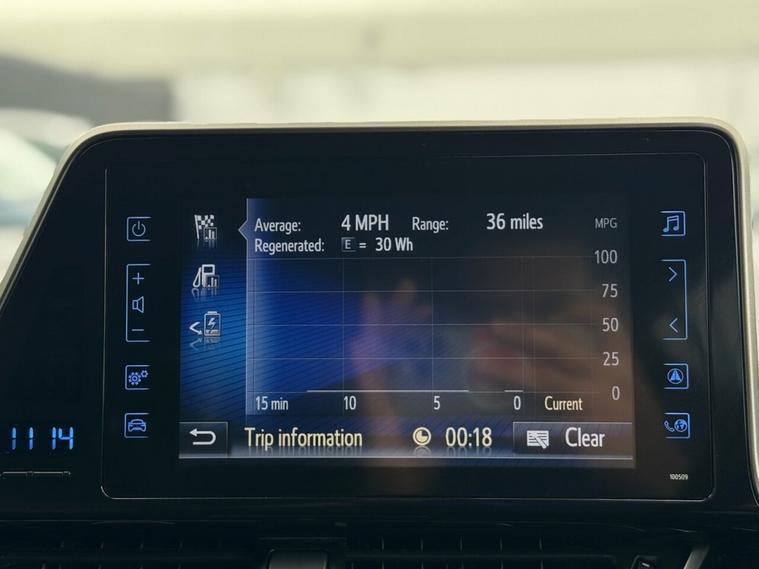 Average: 4 MPH Range: 36 miles MPG
Regenerated: E = 30 Wh
100
75
50
25
0
15 min 10 5 0 Current
Trip information 00:18 Clear
11 14
100509